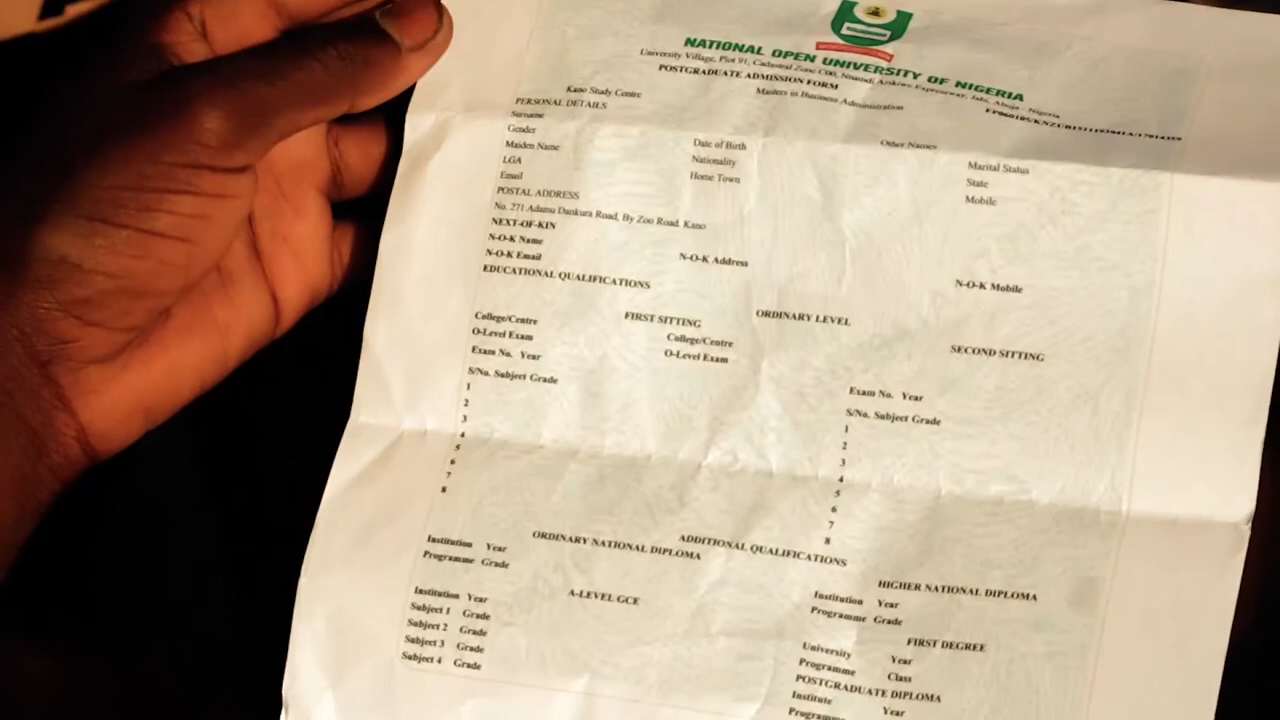 NATIONAL OPEN UNIVERSITY OF NIGERIA
University Village, Plot 91, Cadastral Zone C00, Nnamdi Azikiwe Expressway, Jabi, Abuja - Nigeria
POSTGRADUATE ADMISSION FORM
Kano Study Centre Masters in Business Administration
PERSONAL DETAILS
Surname Other Names
Gender Date of Birth Marital Status
Maiden Name Nationality State
LGA Home Town Mobile
Email
POSTAL ADDRESS
No. 271 Adamu Dankura Road, By Zoo Road, Kano
NEXT-OF-KIN
N-O-K Name N-O-K Address
N-O-K Email N-O-K Mobile
EDUCATIONAL QUALIFICATIONS
ORDINARY LEVEL
FIRST SITTING SECOND SITTING
College/Centre College/Centre
O-Level Exam O-Level Exam
Exam No. Year Exam No. Year
S/No. Subject Grade S/No. Subject Grade
1 1
2 2
3 3
4 4
5 5
6 6
7 7
8 8
ADDITIONAL QUALIFICATIONS
ORDINARY NATIONAL DIPLOMA HIGHER NATIONAL DIPLOMA
Institution Year Institution Year
Programme Grade Programme Grade
A-LEVEL GCE FIRST DEGREE
Institution Year University Year
Subject 1 Grade Programme Class
Subject 2 Grade POSTGRADUATE DIPLOMA
Subject 3 Grade Institute Year
Subject 4 Grade Programme